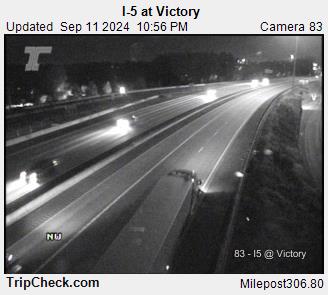 I-5 at Victory
Updated Sep 11 2024 10:56 PM Camera 83
T
NW
83 - I5 @ Victory
TripCheck.com Milepost306.80